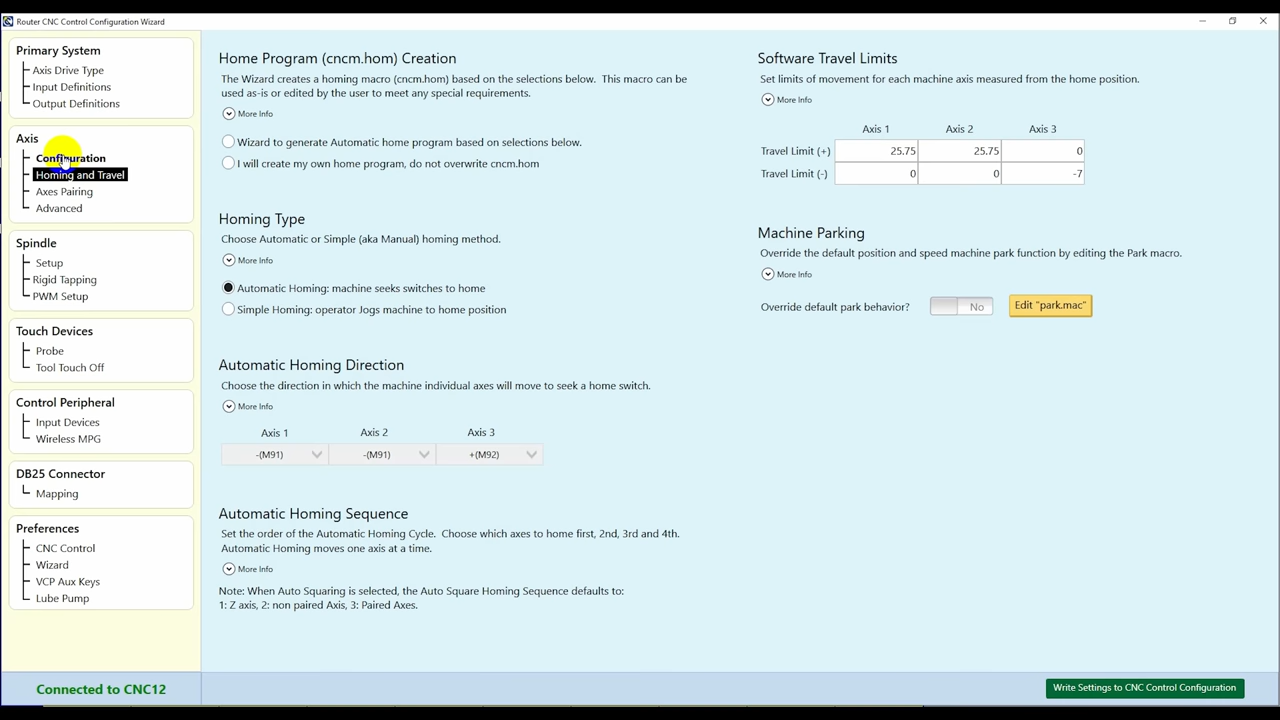 Router CNC Control Configuration Wizard
Primary System
Axis Drive Type
Input Definitions
Output Definitions
Axis
Configuration
Homing and Travel
Axes Pairing
Advanced
Spindle
Setup
Rigid Tapping
PWM Setup
Touch Devices
Probe
Tool Touch Off
Control Peripheral
Input Devices
Wireless MPG
DB25 Connector
Mapping
Preferences
CNC Control
Wizard
VCP Aux Keys
Lube Pump
Connected to CNC12
Home Program (cncm.hom) Creation
The Wizard creates a homing macro (cncm.hom) based on the selections below. This macro can be
used as-is or edited by the user to meet any special requirements.
More Info
Wizard to generate Automatic home program based on selections below.
I will create my own home program, do not overwrite cncm.hom
Homing Type
Choose Automatic or Simple (aka Manual) homing method.
More Info
Automatic Homing: machine seeks switches to home
Simple Homing: operator Jogs machine to home position
Automatic Homing Direction
Choose the direction in which the machine individual axes will move to seek a home switch.
More Info
Axis 1 Axis 2 Axis 3
-(M91) -(M91) +(M92)
Automatic Homing Sequence
Set the order of the Automatic Homing Cycle. Choose which axes to home first, 2nd, 3rd and 4th.
Automatic Homing moves one axis at a time.
More Info
Note: When Auto Squaring is selected, the Auto Square Homing Sequence defaults to:
1: Z axis, 2: non paired Axis, 3: Paired Axes.
Software Travel Limits
Set limits of movement for each machine axis measured from the home position.
More Info
Axis 1 Axis 2 Axis 3
Travel Limit (+) 25.75 25.75 0
Travel Limit (-) 0 0 -7
Machine Parking
Override the default position and speed machine park function by editing the Park macro.
More Info
Override default park behavior? No Edit "park.mac"
Write Settings to CNC Control Configuration